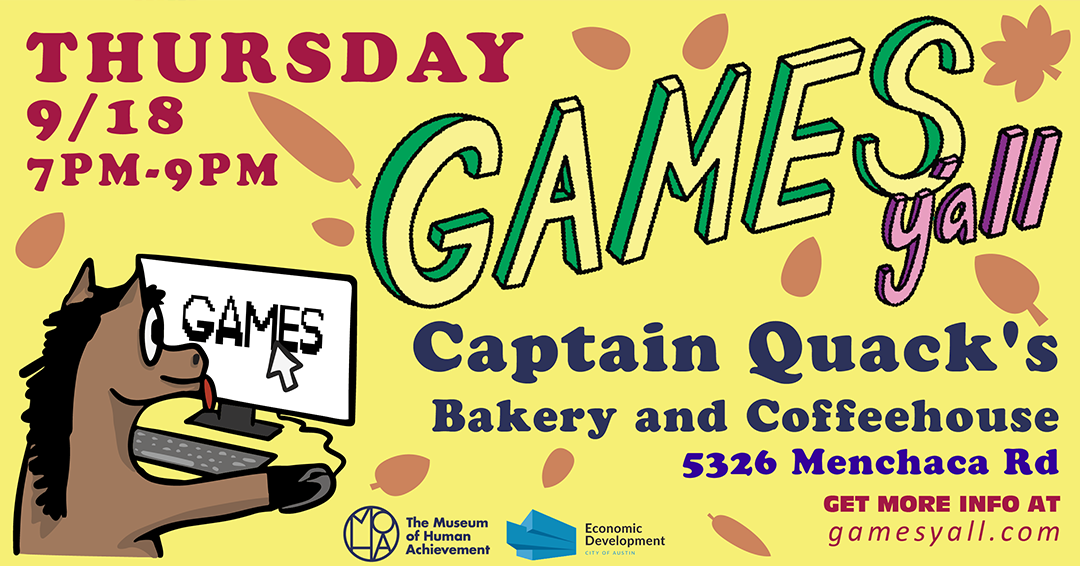 THURSDAY
9/18
7PM-9PM
GAMES
y'all
GAMES
Captain Quack's
Bakery and Coffeehouse
5326 Menchaca Rd
GET MORE INFO AT
gamesyall.com
MOHA
The Museum
of Human
Achievement
Economic
Development
CITY OF AUSTIN